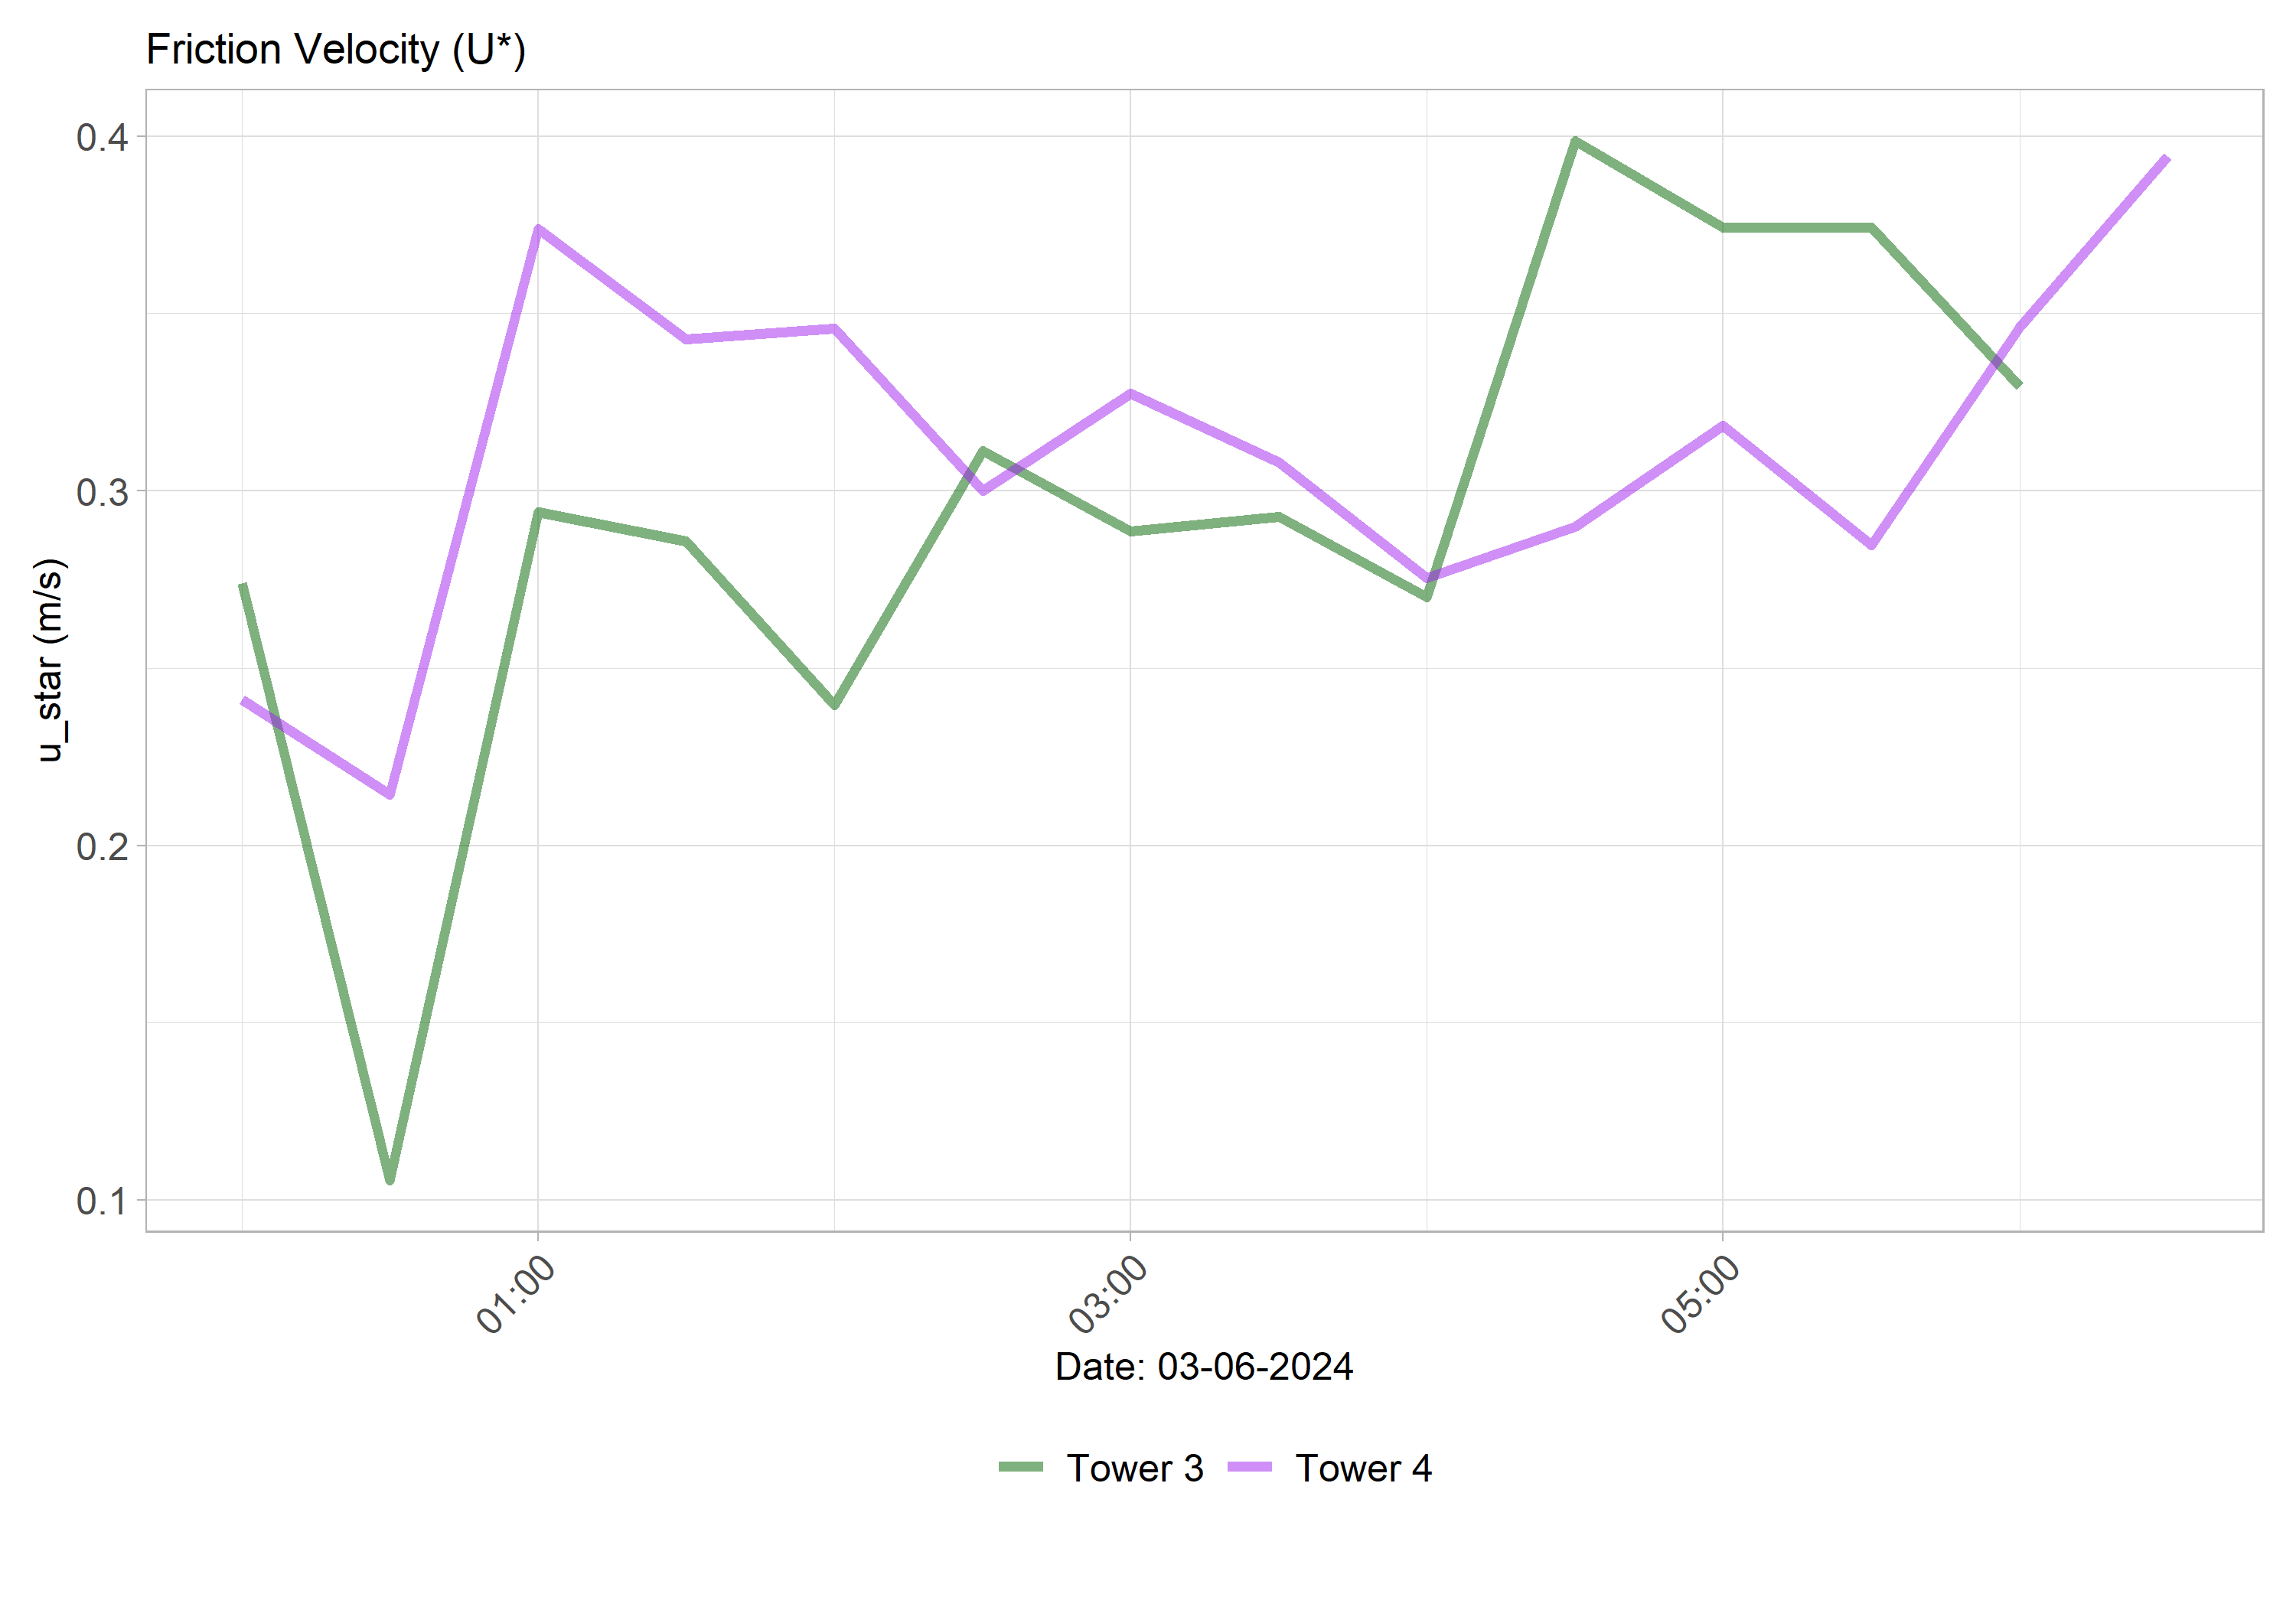 Friction Velocity (U*)
0.4
0.3
0.2
0.1
u_star (m/s)
01:00
03:00
05:00
Date: 03-06-2024
Tower 3
Tower 4